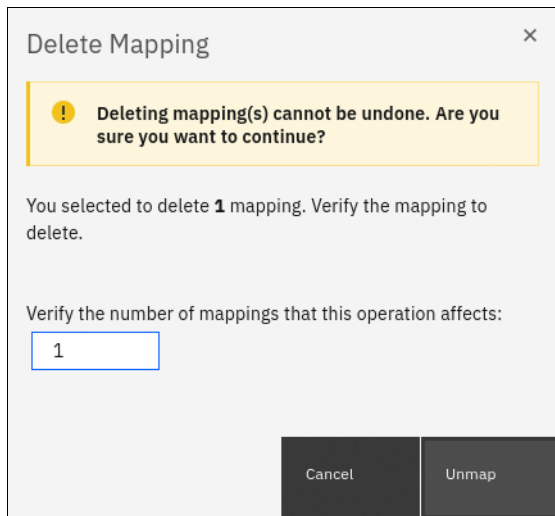 Delete Mapping
Deleting mapping(s) cannot be undone. Are you
sure you want to continue?
You selected to delete 1 mapping. Verify the mapping to
delete.
Verify the number of mappings that this operation affects:
1
Cancel Unmap